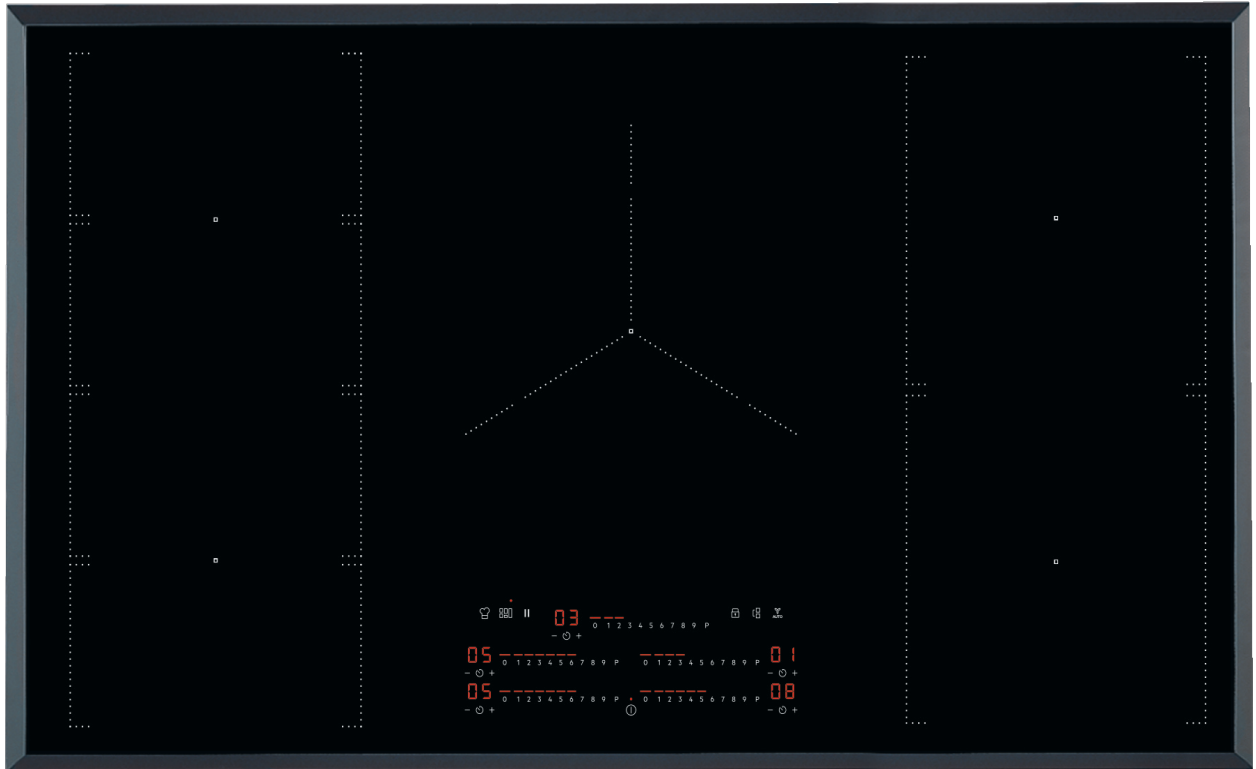 03
0 1 2 3 4 5 6 7 8 9 P
AUTO
- +
05 0 1 2 3 4 5 6 7 8 9 P
0 1 2 3 4 5 6 7 8 9 P 01
- + - +
05 0 1 2 3 4 5 6 7 8 9 P
0 1 2 3 4 5 6 7 8 9 P 08
- + - +